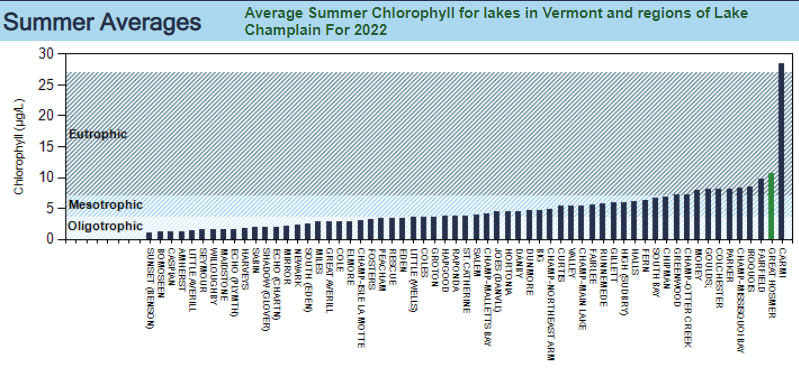 Summer Averages
Average Summer Chlorophyll for lakes in Vermont and regions of Lake
Champlain For 2022
Chlorophyll (µg/L)
30
25
20
15
10
5
0
Eutrophic
Mesotrophic
Oligotrophic
SUNSET (BENSON)
BOMOSEEN
CASPIAN
AMHERST
LITTLE AVERILL
SEYMOUR
WILLOUGHBY
MAIDSTONE
ECHO (PLYMTH)
HARVEYS
SABIN
SHADOW (GLOVER)
ECHO (CHARTN)
MIRROR
NEWARK
SOUTH (EDEN)
MILES
GREAT AVERILL
COLE
ELMORE
CHAMP-ISLE LA MOTTE
FOSTERS
PEACHAM
RESCUE
EDEN
LITTLE (WELLS)
COLES
GROTON
HAPGOOD
RAPONDA
ST. CATHERINE
SALEM
CHAMP-MALLETTS BAY
JOES (DANVIL)
HORTONIA
DANBY
DUNMORE
BIG
CHAMP-NORTHEAST ARM
CURTIS
VALLEY
CHAMP-MAIN LAKE
FAIRLEE
RUNNEMEDE
GILLETT
HIGH (SUDBRY)
HALLS
FERN
SOUTH BAY
CHIPMAN
GREENWOOD
CHAMP-OTTER CREEK
MOREY
GOULDS;
COLCHESTER
PARKER
CHAMP-MISSISQUOI BAY
IROQUOIS
FAIRFIELD
GREAT HOSMER
CARMI